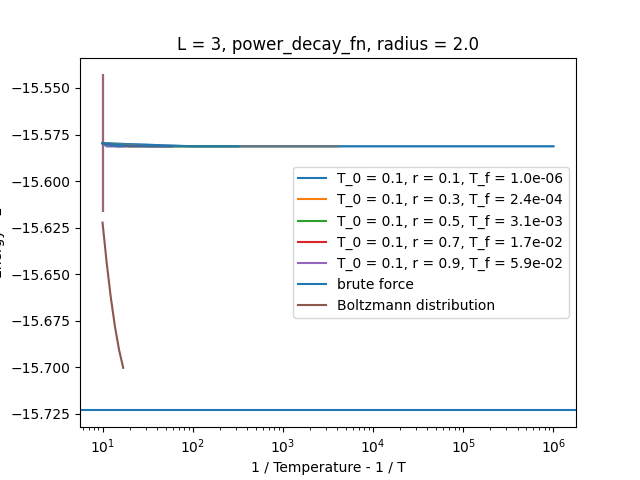 L = 3, power_decay_fn, radius = 2.0
−15.550
−15.575
−15.600
−15.625
−15.650
−15.675
−15.700
−15.725
T_0 = 0.1, r = 0.1, T_f = 1.0e-06
T_0 = 0.1, r = 0.3, T_f = 2.4e-04
T_0 = 0.1, r = 0.5, T_f = 3.1e-03
T_0 = 0.1, r = 0.7, T_f = 1.7e-02
T_0 = 0.1, r = 0.9, T_f = 5.9e-02
brute force
Boltzmann distribution
10¹ 10² 10³ 10⁴ 10⁵ 10⁶
1 / Temperature - 1 / T